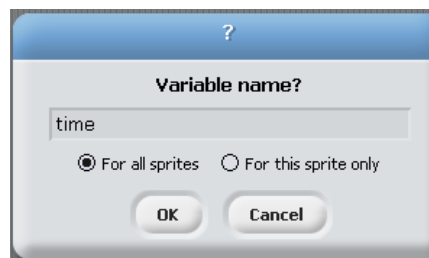 ?
Variable name?
time
For all sprites For this sprite only
OK Cancel